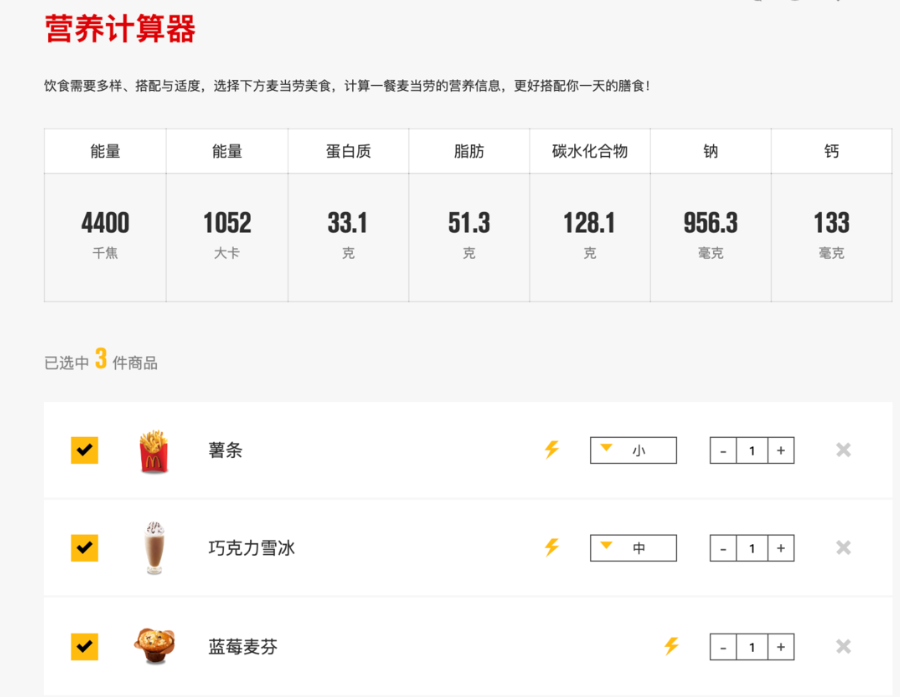 营养计算器
饮食需要多样、搭配与适度，选择下方麦当劳美食，计算一餐麦当劳的营养信息，更好搭配你一天的膳食！
能量 能量 蛋白质 脂肪 碳水化合物 钠 钙
4400 1052 33.1 51.3 128.1 956.3 133
千焦 大卡 克 克 克 毫克 毫克
已选中 3 件商品
薯条 小 - 1 +
巧克力雪冰 中 - 1 +
蓝莓麦芬 - 1 +